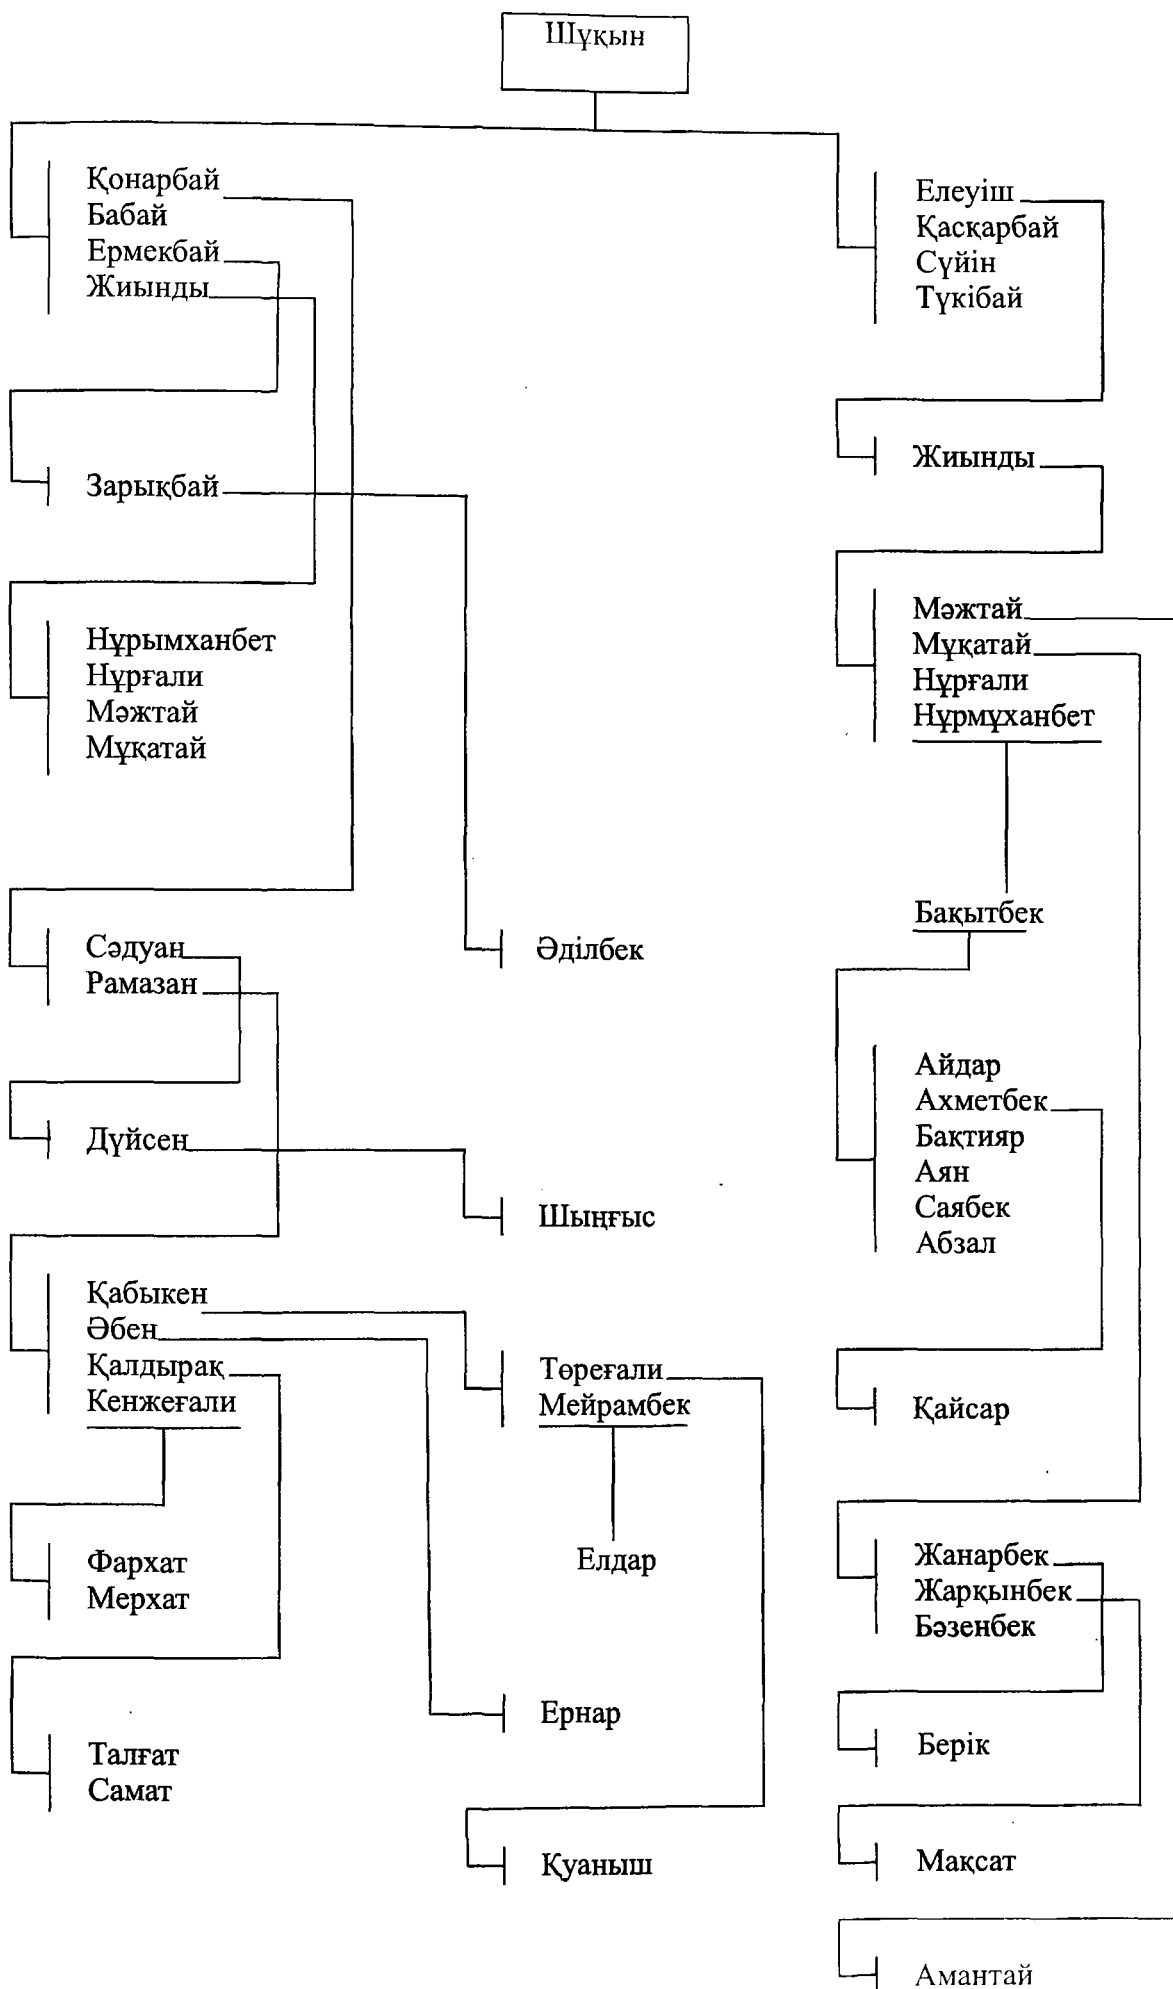 Шұқын
Қонарбай
Бабай
Ермекбай
Жиынды
Зарықбай
Нұрымханбет
Нұрғали
Мәжтай
Мұқатай
Сәдуан
Рамазан
Дүйсен
Қабыкен
Әбен
Қалдырақ
Кенжеғали
Фархат
Мерхат
Талғат
Самат
Әділбек
Шыңғыс
Төреғали
Мейрамбек
Елдар
Ернар
Қуаныш
Елеуіш
Қасқарбай
Сүйін
Түкібай
Жиынды
Мәжтай
Мұқатай
Нұрғали
Нұрмұханбет
Бақытбек
Айдар
Ахметбек
Бақтияр
Аян
Саябек
Абзал
Қайсар
Жанарбек
Жарқынбек
Бәзенбек
Берік
Мақсат
Амантай